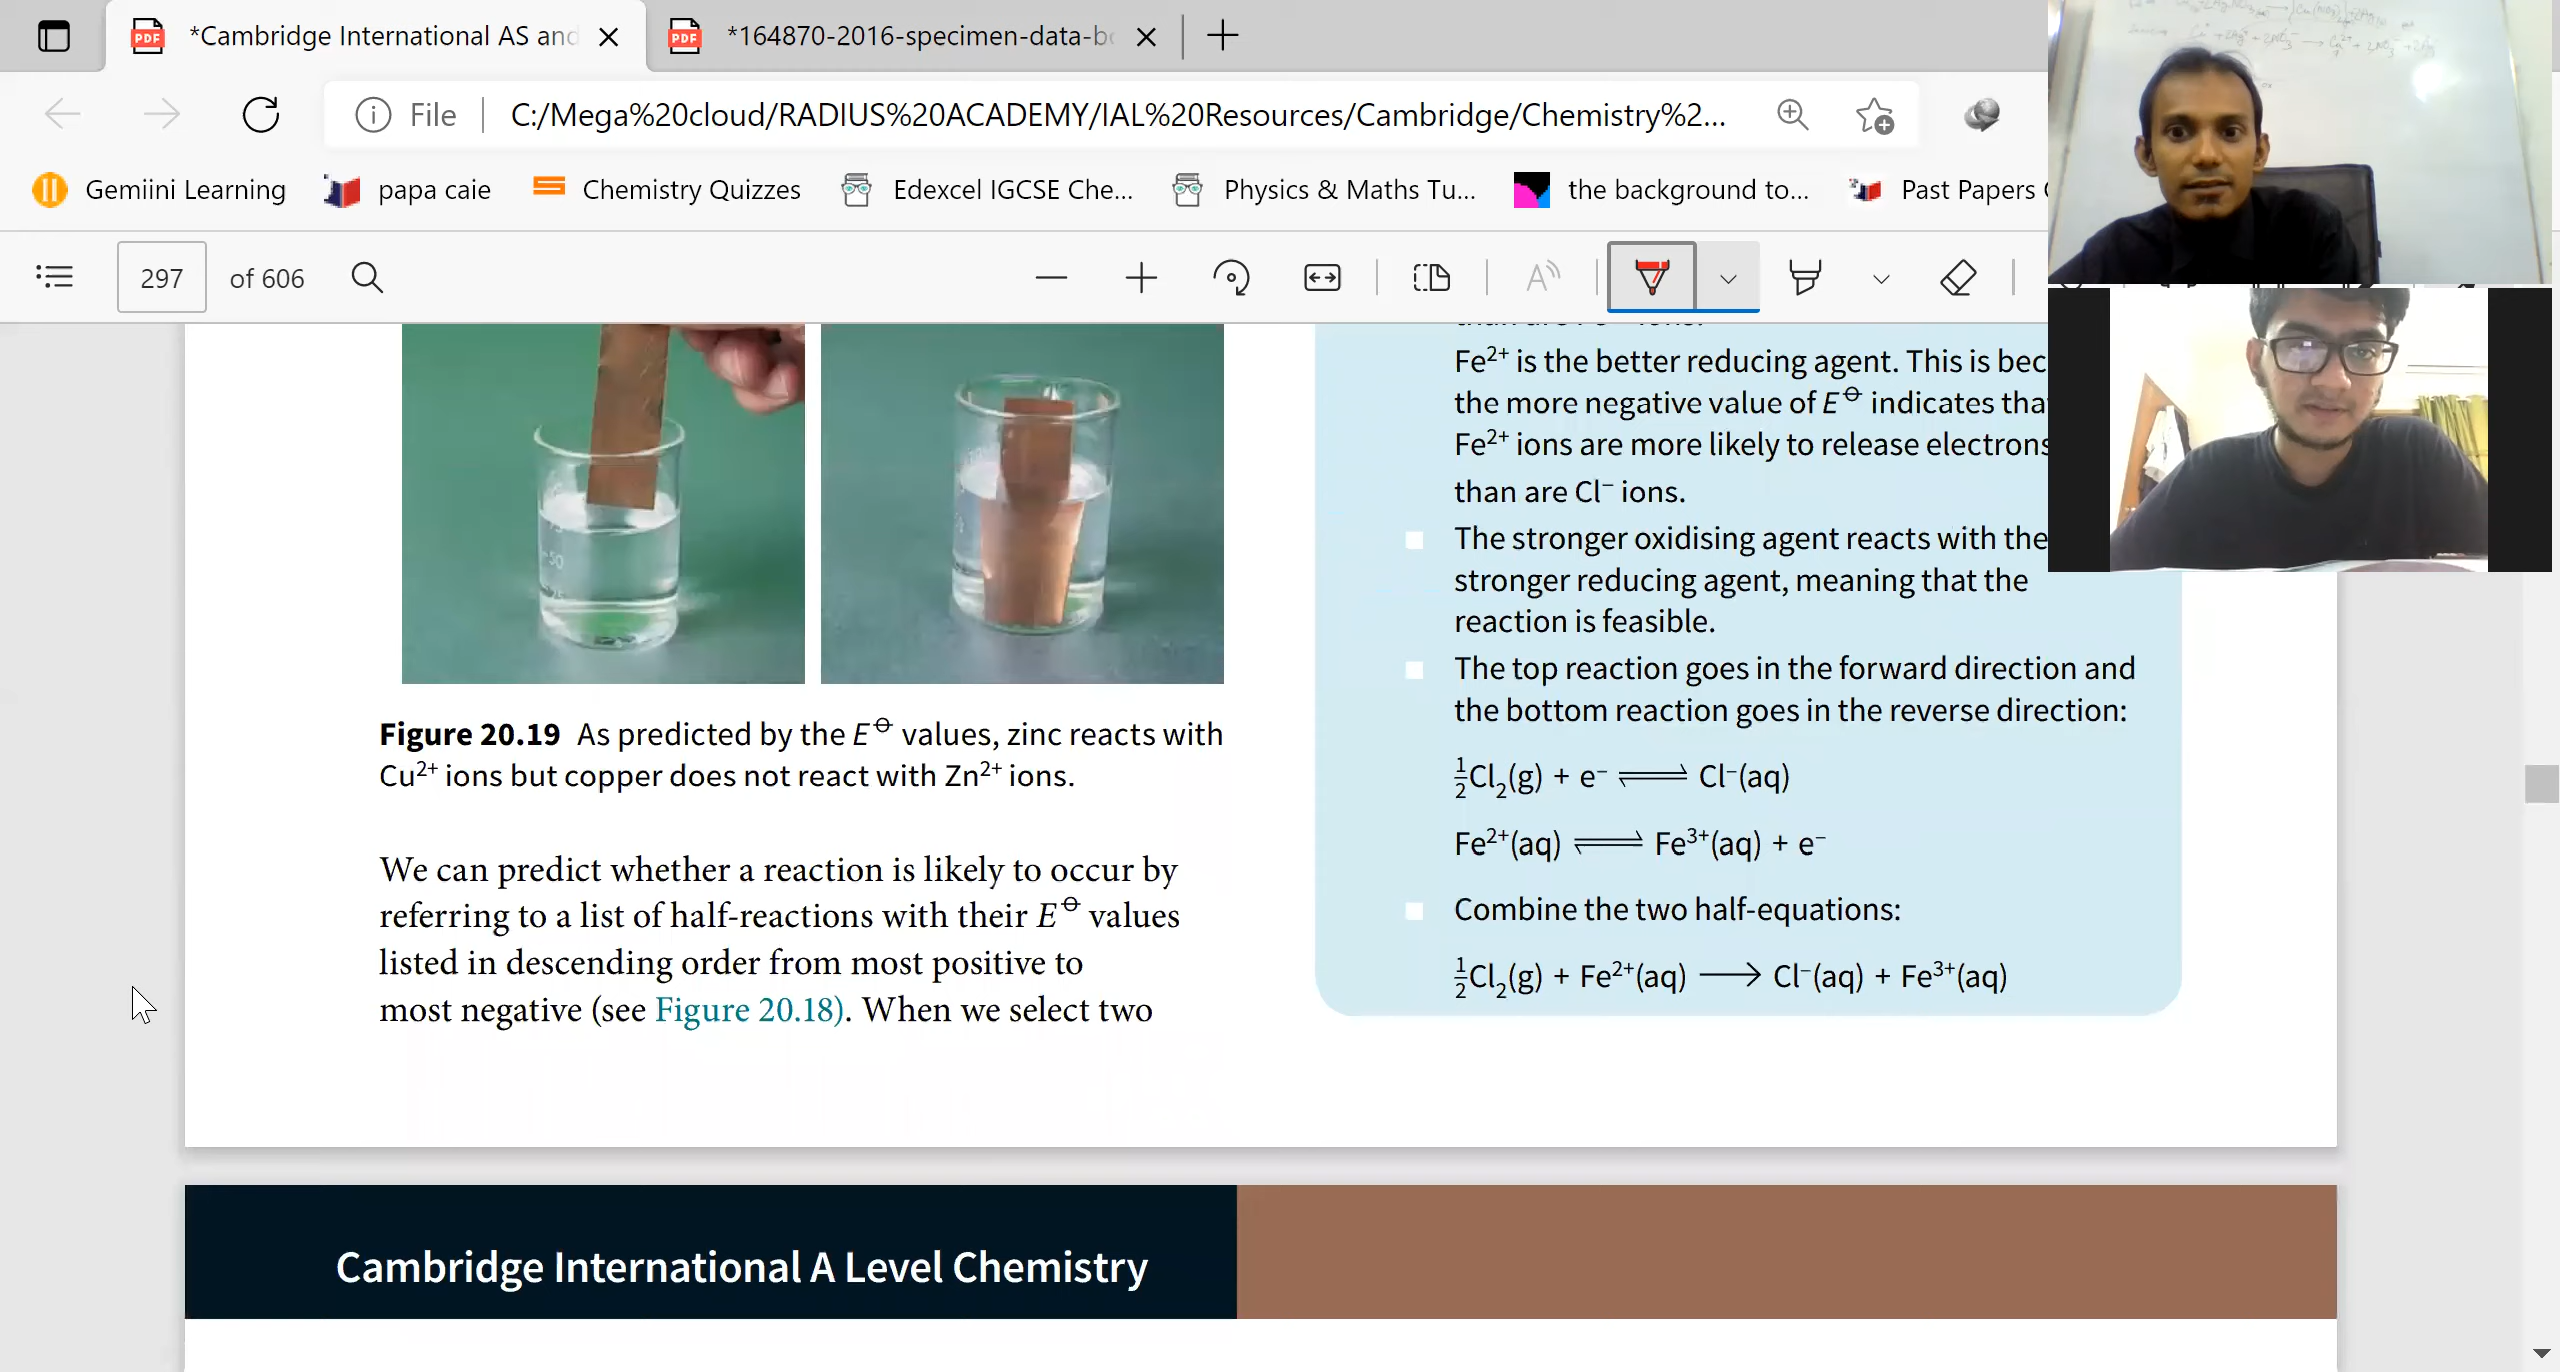 *Cambridge International AS and
*164870-2016-specimen-data-b
File
C:/Mega%20cloud/RADIUS%20ACADEMY/IAL%20Resources/Cambridge/Chemistry%2...
Gemiini Learning
papa caie
Chemistry Quizzes
Edexcel IGCSE Che...
Physics & Maths Tu...
the background to...
Past Papers
297 of 606
Figure 20.19 As predicted by the E⊖ values, zinc reacts with
Cu²⁺ ions but copper does not react with Zn²⁺ ions.
We can predict whether a reaction is likely to occur by
referring to a list of half-reactions with their E⊖ values
listed in descending order from most positive to
most negative (see Figure 20.18). When we select two
Fe²⁺ is the better reducing agent. This is bec
the more negative value of E⊖ indicates tha
Fe²⁺ ions are more likely to release electrons
than are Cl⁻ ions.
The stronger oxidising agent reacts with the
stronger reducing agent, meaning that the
reaction is feasible.
The top reaction goes in the forward direction and
the bottom reaction goes in the reverse direction:
½Cl₂(g) + e⁻ ⇌ Cl⁻(aq)
Fe²⁺(aq) ⇌ Fe³⁺(aq) + e⁻
Combine the two half-equations:
½Cl₂(g) + Fe²⁺(aq) ⟶ Cl⁻(aq) + Fe³⁺(aq)
Cambridge International A Level Chemistry